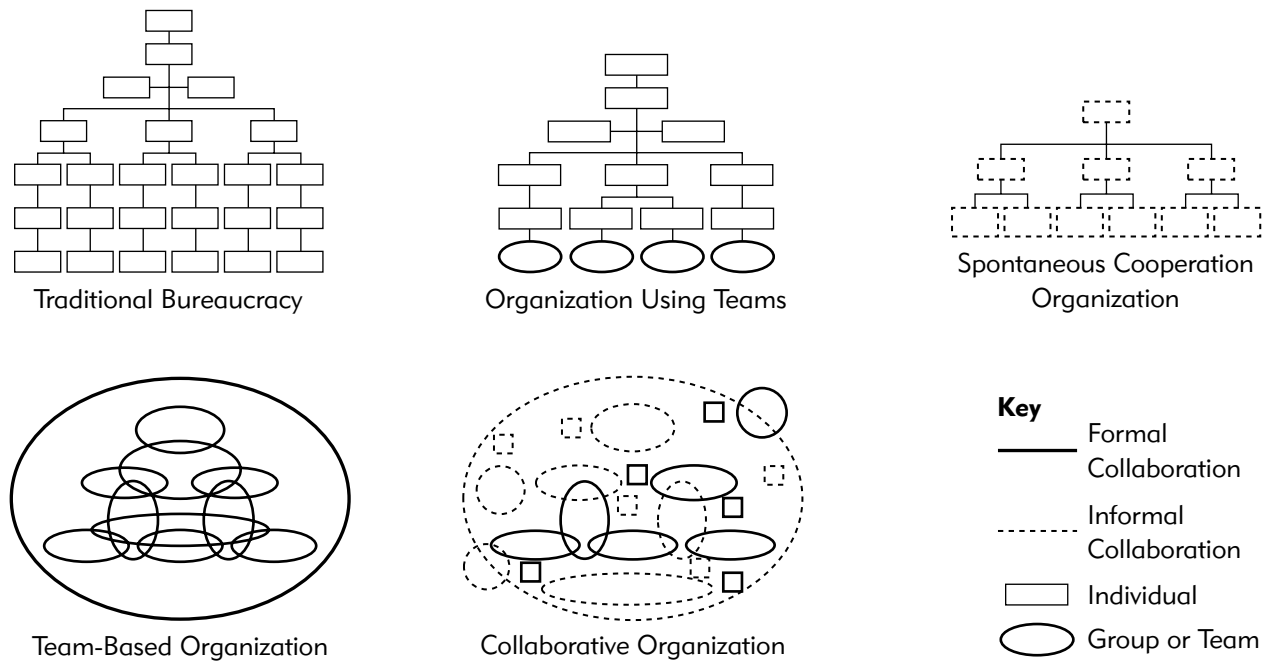 Traditional Bureaucracy
Organization Using Teams
Spontaneous Cooperation
Organization
Team-Based Organization
Collaborative Organization
Key
Formal
Collaboration
Informal
Collaboration
Individual
Group or Team